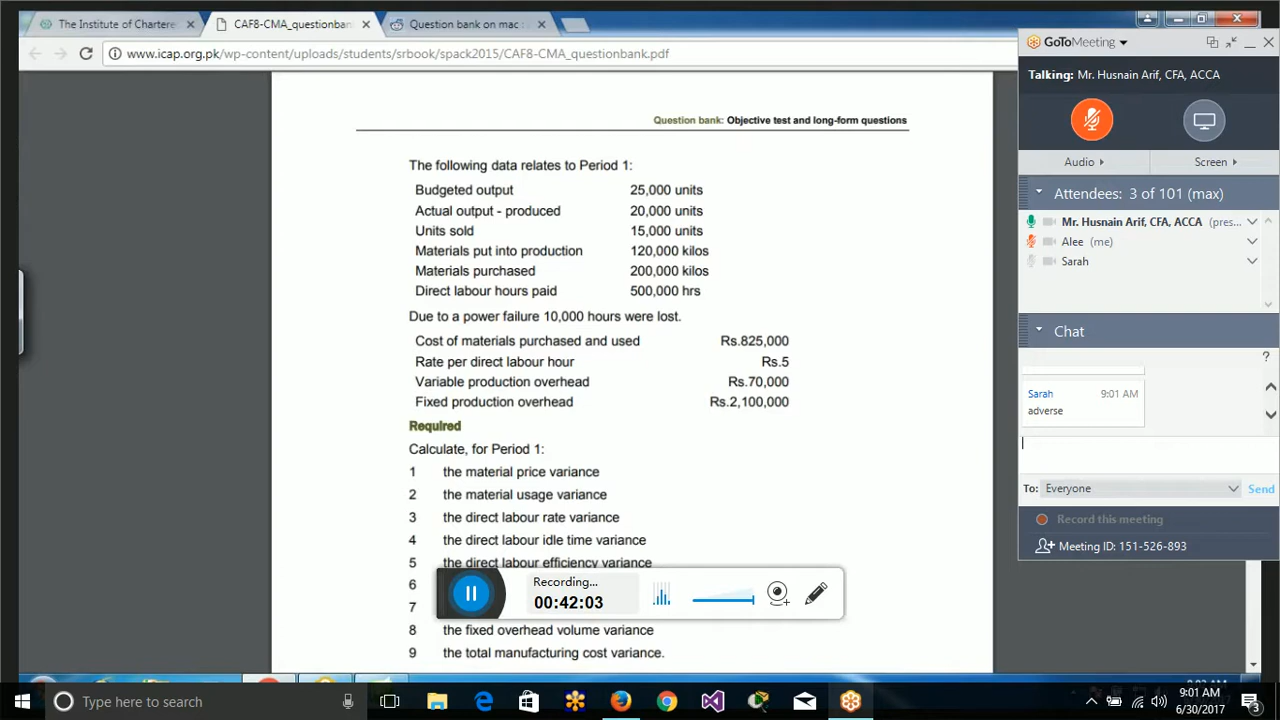 The Institute of Chartere
CAF8-CMA_questionban
Question bank on mac :
www.icap.org.pk/wp-content/uploads/students/srbook/spack2015/CAF8-CMA_questionbank.pdf
Question bank: Objective test and long-form questions
The following data relates to Period 1:
Budgeted output 25,000 units
Actual output - produced 20,000 units
Units sold 15,000 units
Materials put into production 120,000 kilos
Materials purchased 200,000 kilos
Direct labour hours paid 500,000 hrs
Due to a power failure 10,000 hours were lost.
Cost of materials purchased and used Rs.825,000
Rate per direct labour hour Rs.5
Variable production overhead Rs.70,000
Fixed production overhead Rs.2,100,000
Required
Calculate, for Period 1:
1 the material price variance
2 the material usage variance
3 the direct labour rate variance
4 the direct labour idle time variance
5 the direct labour efficiency variance
6
7
8 the fixed overhead volume variance
9 the total manufacturing cost variance.
Recording...
00:42:03
GoToMeeting
Talking: Mr. Husnain Arif, CFA, ACCA
Audio
Screen
Attendees: 3 of 101 (max)
Mr. Husnain Arif, CFA, ACCA (pres...
Alee (me)
Sarah
Chat
?
Sarah 9:01 AM
adverse
To: Everyone Send
Record this meeting
Meeting ID: 151-526-893
Type here to search
9:01 AM
6/30/2017
3